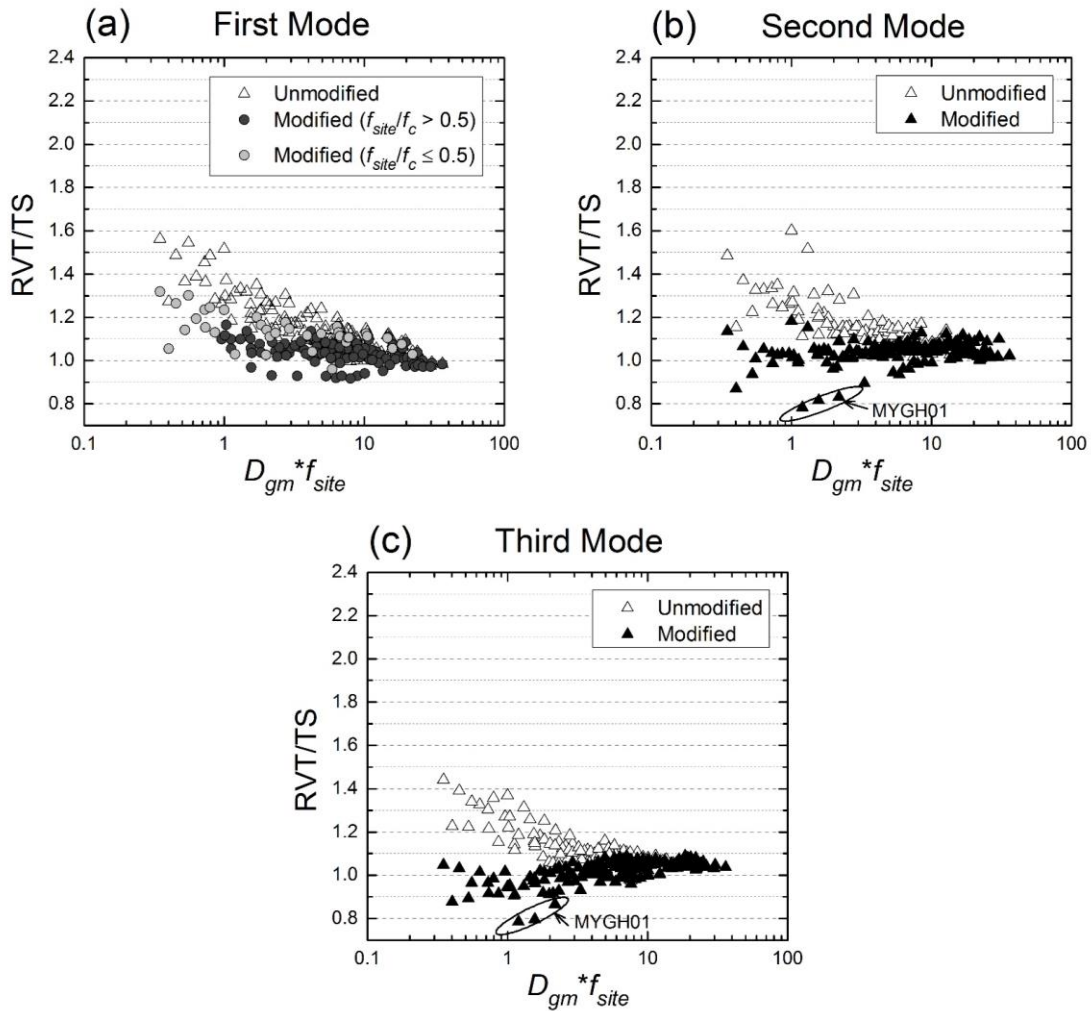 (a) First Mode
2.4
2.2
2.0
1.8
1.6
1.4
1.2
1.0
0.8
RVT/TS
Unmodified
Modified (f_site/f_c > 0.5)
Modified (f_site/f_c ≤ 0.5)
0.1 1 10 100
D_gm*f_site
(b) Second Mode
2.4
2.2
2.0
1.8
1.6
1.4
1.2
1.0
0.8
RVT/TS
Unmodified
Modified
MYGH01
0.1 1 10 100
D_gm*f_site
(c) Third Mode
2.4
2.2
2.0
1.8
1.6
1.4
1.2
1.0
0.8
RVT/TS
Unmodified
Modified
MYGH01
0.1 1 10 100
D_gm*f_site